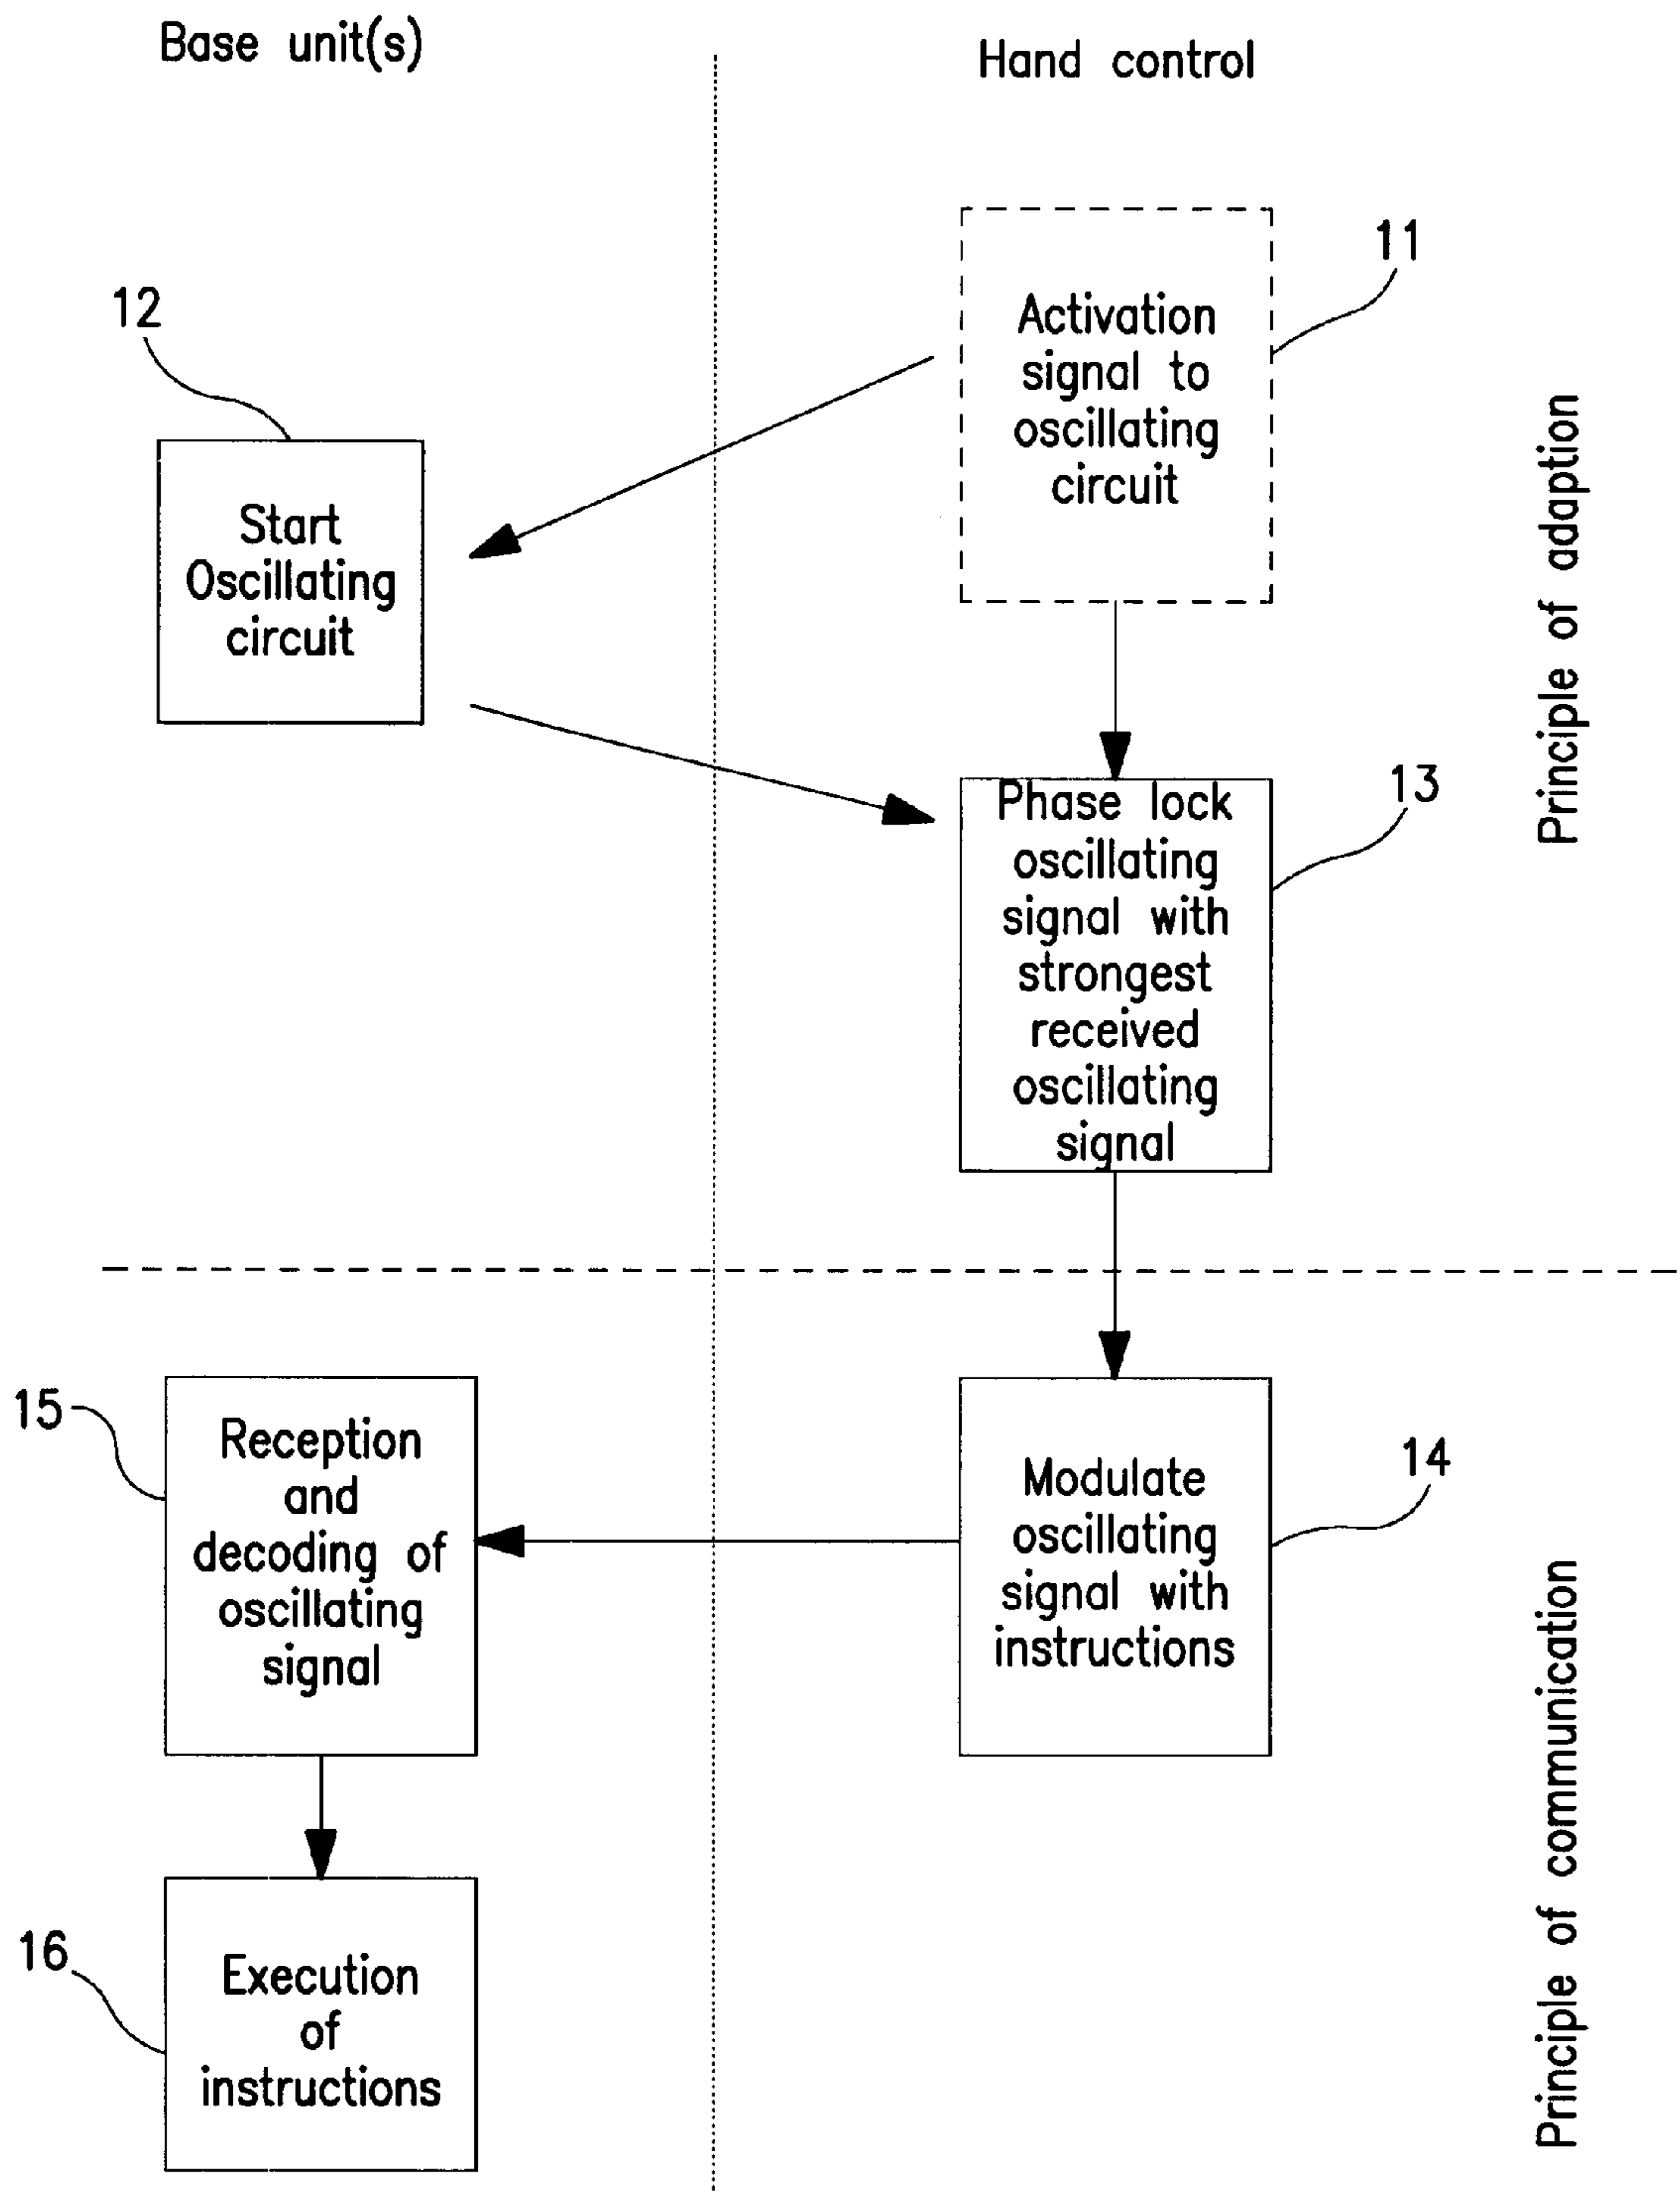 Base unit(s)
Hand control
11
Activation
signal to
oscillating
circuit
12
Start
Oscillating
circuit
Principle of adaption
13
Phase lock
oscillating
signal with
strongest
received
oscillating
signal
15
Reception
and
decoding of
oscillating
signal
14
Modulate
oscillating
signal with
instructions
Principle of communication
16
Execution
of
instructions